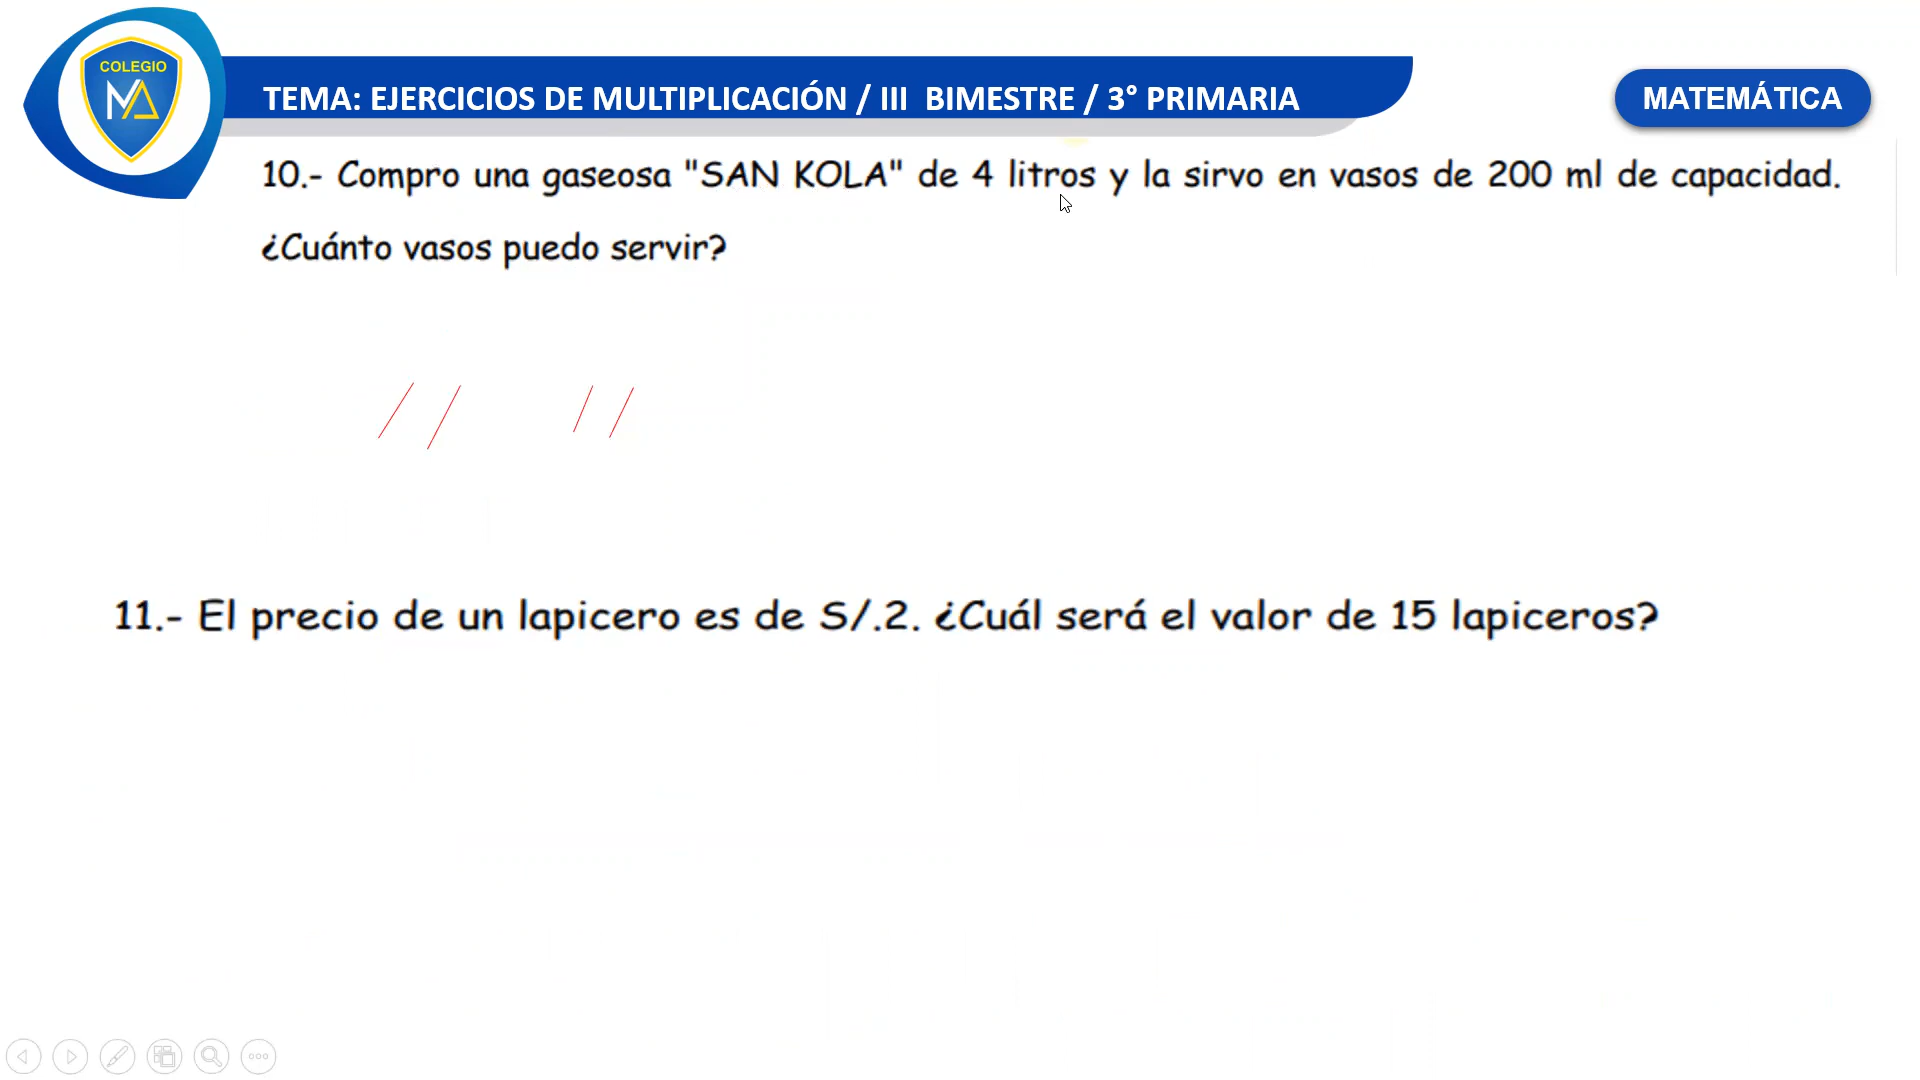 COLEGIO
MA
TEMA: EJERCICIOS DE MULTIPLICACIÓN / III BIMESTRE / 3° PRIMARIA
MATEMÁTICA
10.- Compro una gaseosa "SAN KOLA" de 4 litros y la sirvo en vasos de 200 ml de capacidad.
¿Cuánto vasos puedo servir?
11.- El precio de un lapicero es de S/.2. ¿Cuál será el valor de 15 lapiceros?